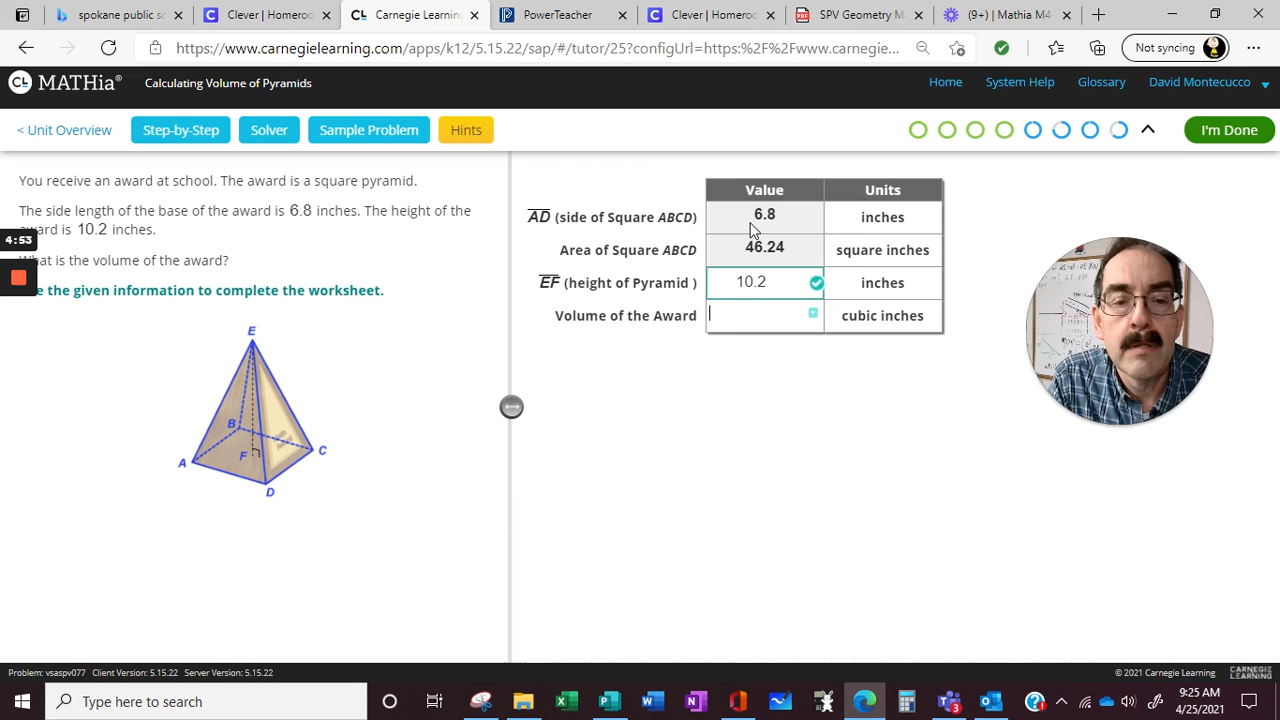 spokane public s
Clever | Homeroo
Carnegie Learning
PowerTeacher
Clever | Homeroo
SPV Geometry M
(9+) | Mathia M4
https://www.carnegielearning.com/apps/k12/5.15.22/sap/#/tutor/25?configUrl=https:%2F%2Fwww.carnegie...
Not syncing
CL MATHia® Calculating Volume of Pyramids
Home System Help Glossary David Montecucco
< Unit Overview Step-by-Step Solver Sample Problem Hints I'm Done
You receive an award at school. The award is a square pyramid.
The side length of the base of the award is 6.8 inches. The height of the
award is 10.2 inches.
4:53
What is the volume of the award?
the given information to complete the worksheet.
E
B
F
A
C
D
Value Units
AD (side of Square ABCD) 6.8 inches
Area of Square ABCD 46.24 square inches
EF (height of Pyramid ) 10.2 inches
Volume of the Award cubic inches
Problem: vsaspv077 Client Version: 5.15.22 Server Version: 5.15.22
© 2021 Carnegie Learning
CARNEGIE
LEARNING
Type here to search
3
9:25 AM
4/25/2021